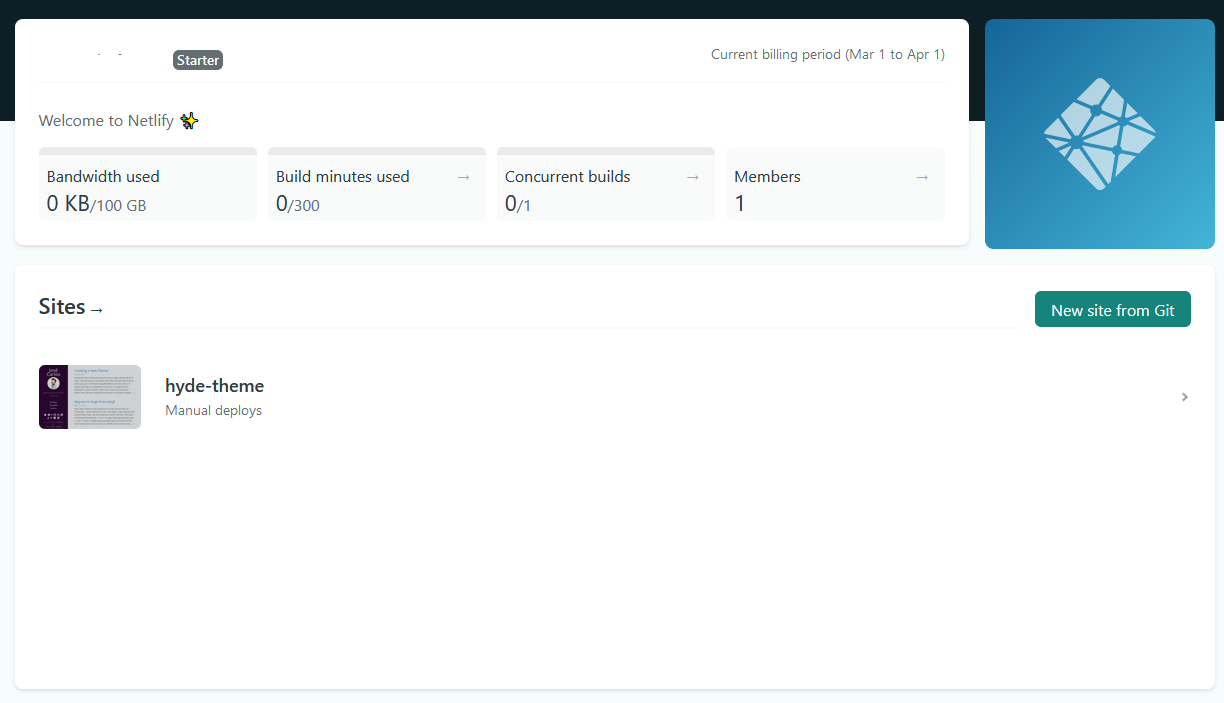 Starter
Current billing period (Mar 1 to Apr 1)
Welcome to Netlify ✨
Bandwidth used
0 KB/100 GB
Build minutes used →
0/300
Concurrent builds →
0/1
Members →
1
Sites →
New site from Git
hyde-theme
Manual deploys